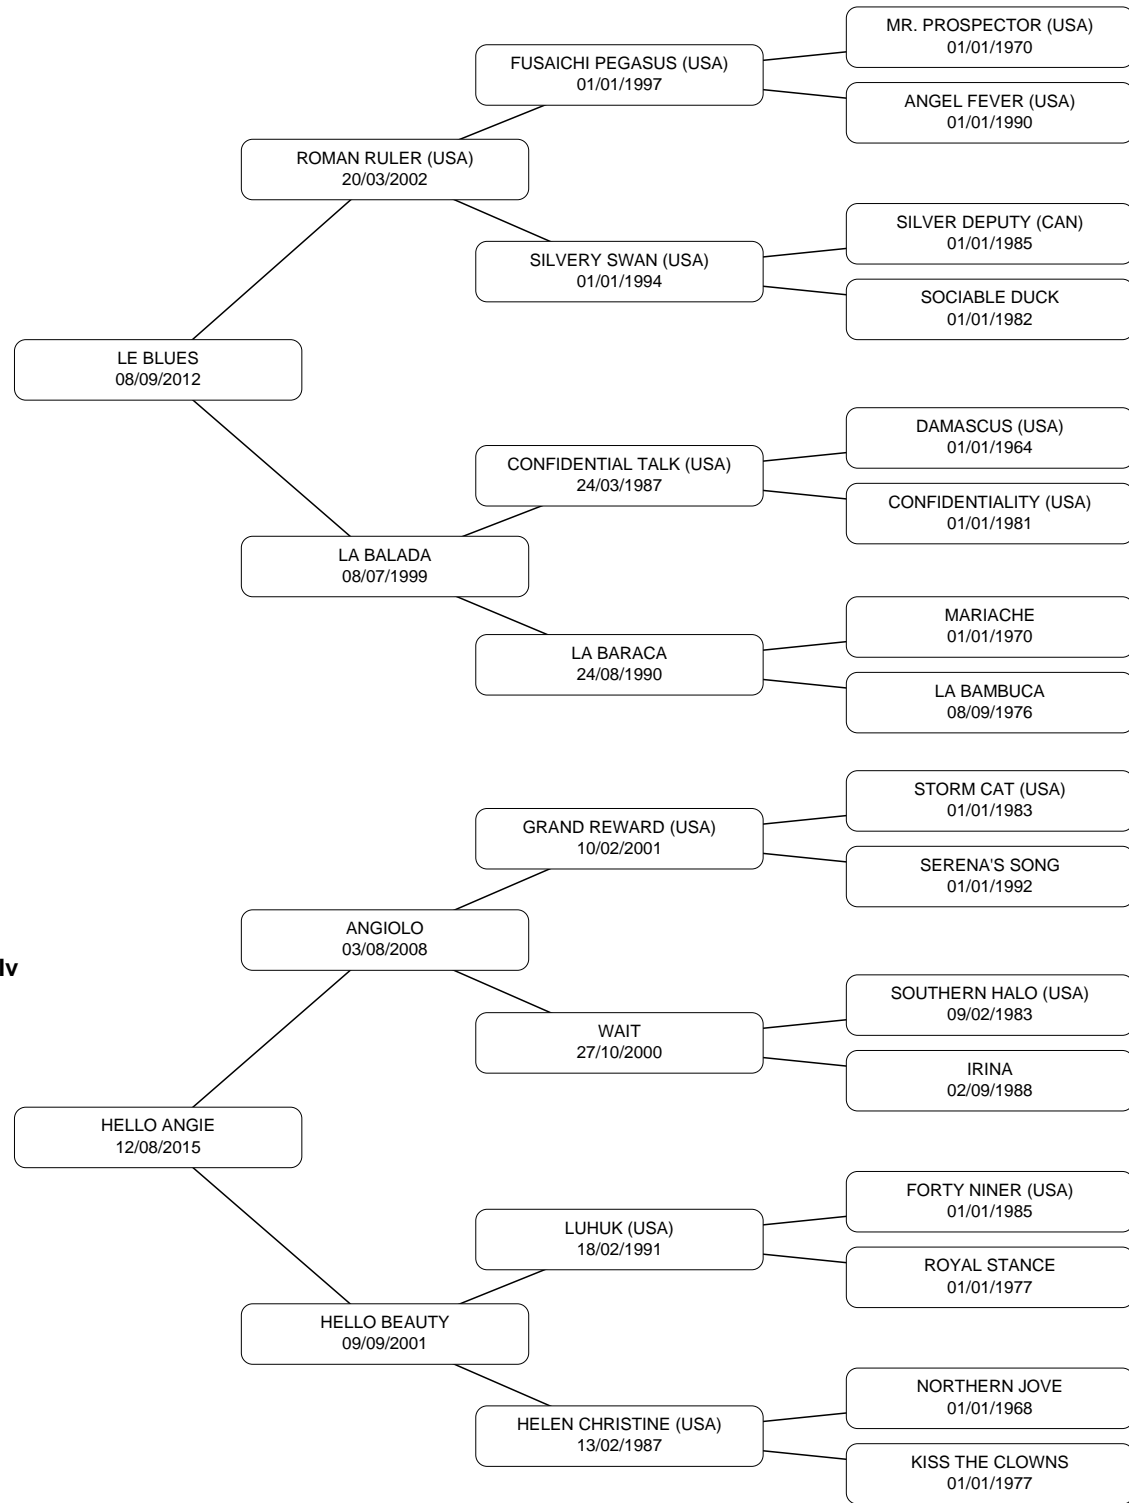 MR. PROSPECTOR (USA)
01/01/1970
FUSAICHI PEGASUS (USA)
01/01/1997
ANGEL FEVER (USA)
01/01/1990
ROMAN RULER (USA)
20/03/2002
SILVER DEPUTY (CAN)
01/01/1985
SILVERY SWAN (USA)
01/01/1994
SOCIABLE DUCK
01/01/1982
LE BLUES
08/09/2012
DAMASCUS (USA)
01/01/1964
CONFIDENTIAL TALK (USA)
24/03/1987
CONFIDENTIALITY (USA)
01/01/1981
LA BALADA
08/07/1999
MARIACHE
01/01/1970
LA BARACA
24/08/1990
LA BAMBUCA
08/09/1976
STORM CAT (USA)
01/01/1983
GRAND REWARD (USA)
10/02/2001
SERENA'S SONG
01/01/1992
ANGIOLO
03/08/2008
SOUTHERN HALO (USA)
09/02/1983
WAIT
27/10/2000
IRINA
02/09/1988
HELLO ANGIE
12/08/2015
FORTY NINER (USA)
01/01/1985
LUHUK (USA)
18/02/1991
ROYAL STANCE
01/01/1977
HELLO BEAUTY
09/09/2001
NORTHERN JOVE
01/01/1968
HELEN CHRISTINE (USA)
13/02/1987
KISS THE CLOWNS
01/01/1977